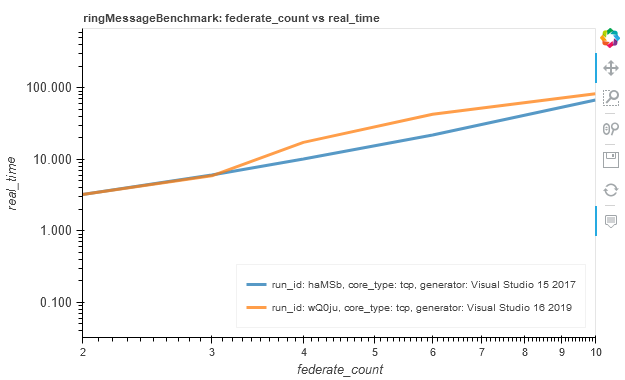 ringMessageBenchmark: federate_count vs real_time
real_time
100.000
10.000
1.000
0.100
run_id: haMSb, core_type: tcp, generator: Visual Studio 15 2017
run_id: wQ0ju, core_type: tcp, generator: Visual Studio 16 2019
2 3 4 5 6 7 8 9 10
federate_count